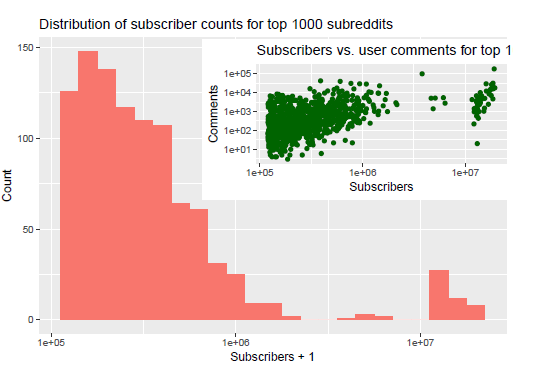 Distribution of subscriber counts for top 1000 subreddits
Subscribers vs. user comments for top 1
Comments
1e+05
1e+04
1e+03
1e+02
1e+01
1e+05 1e+06 1e+07
Subscribers
Count
150
100
50
0
1e+05 1e+06 1e+07
Subscribers + 1